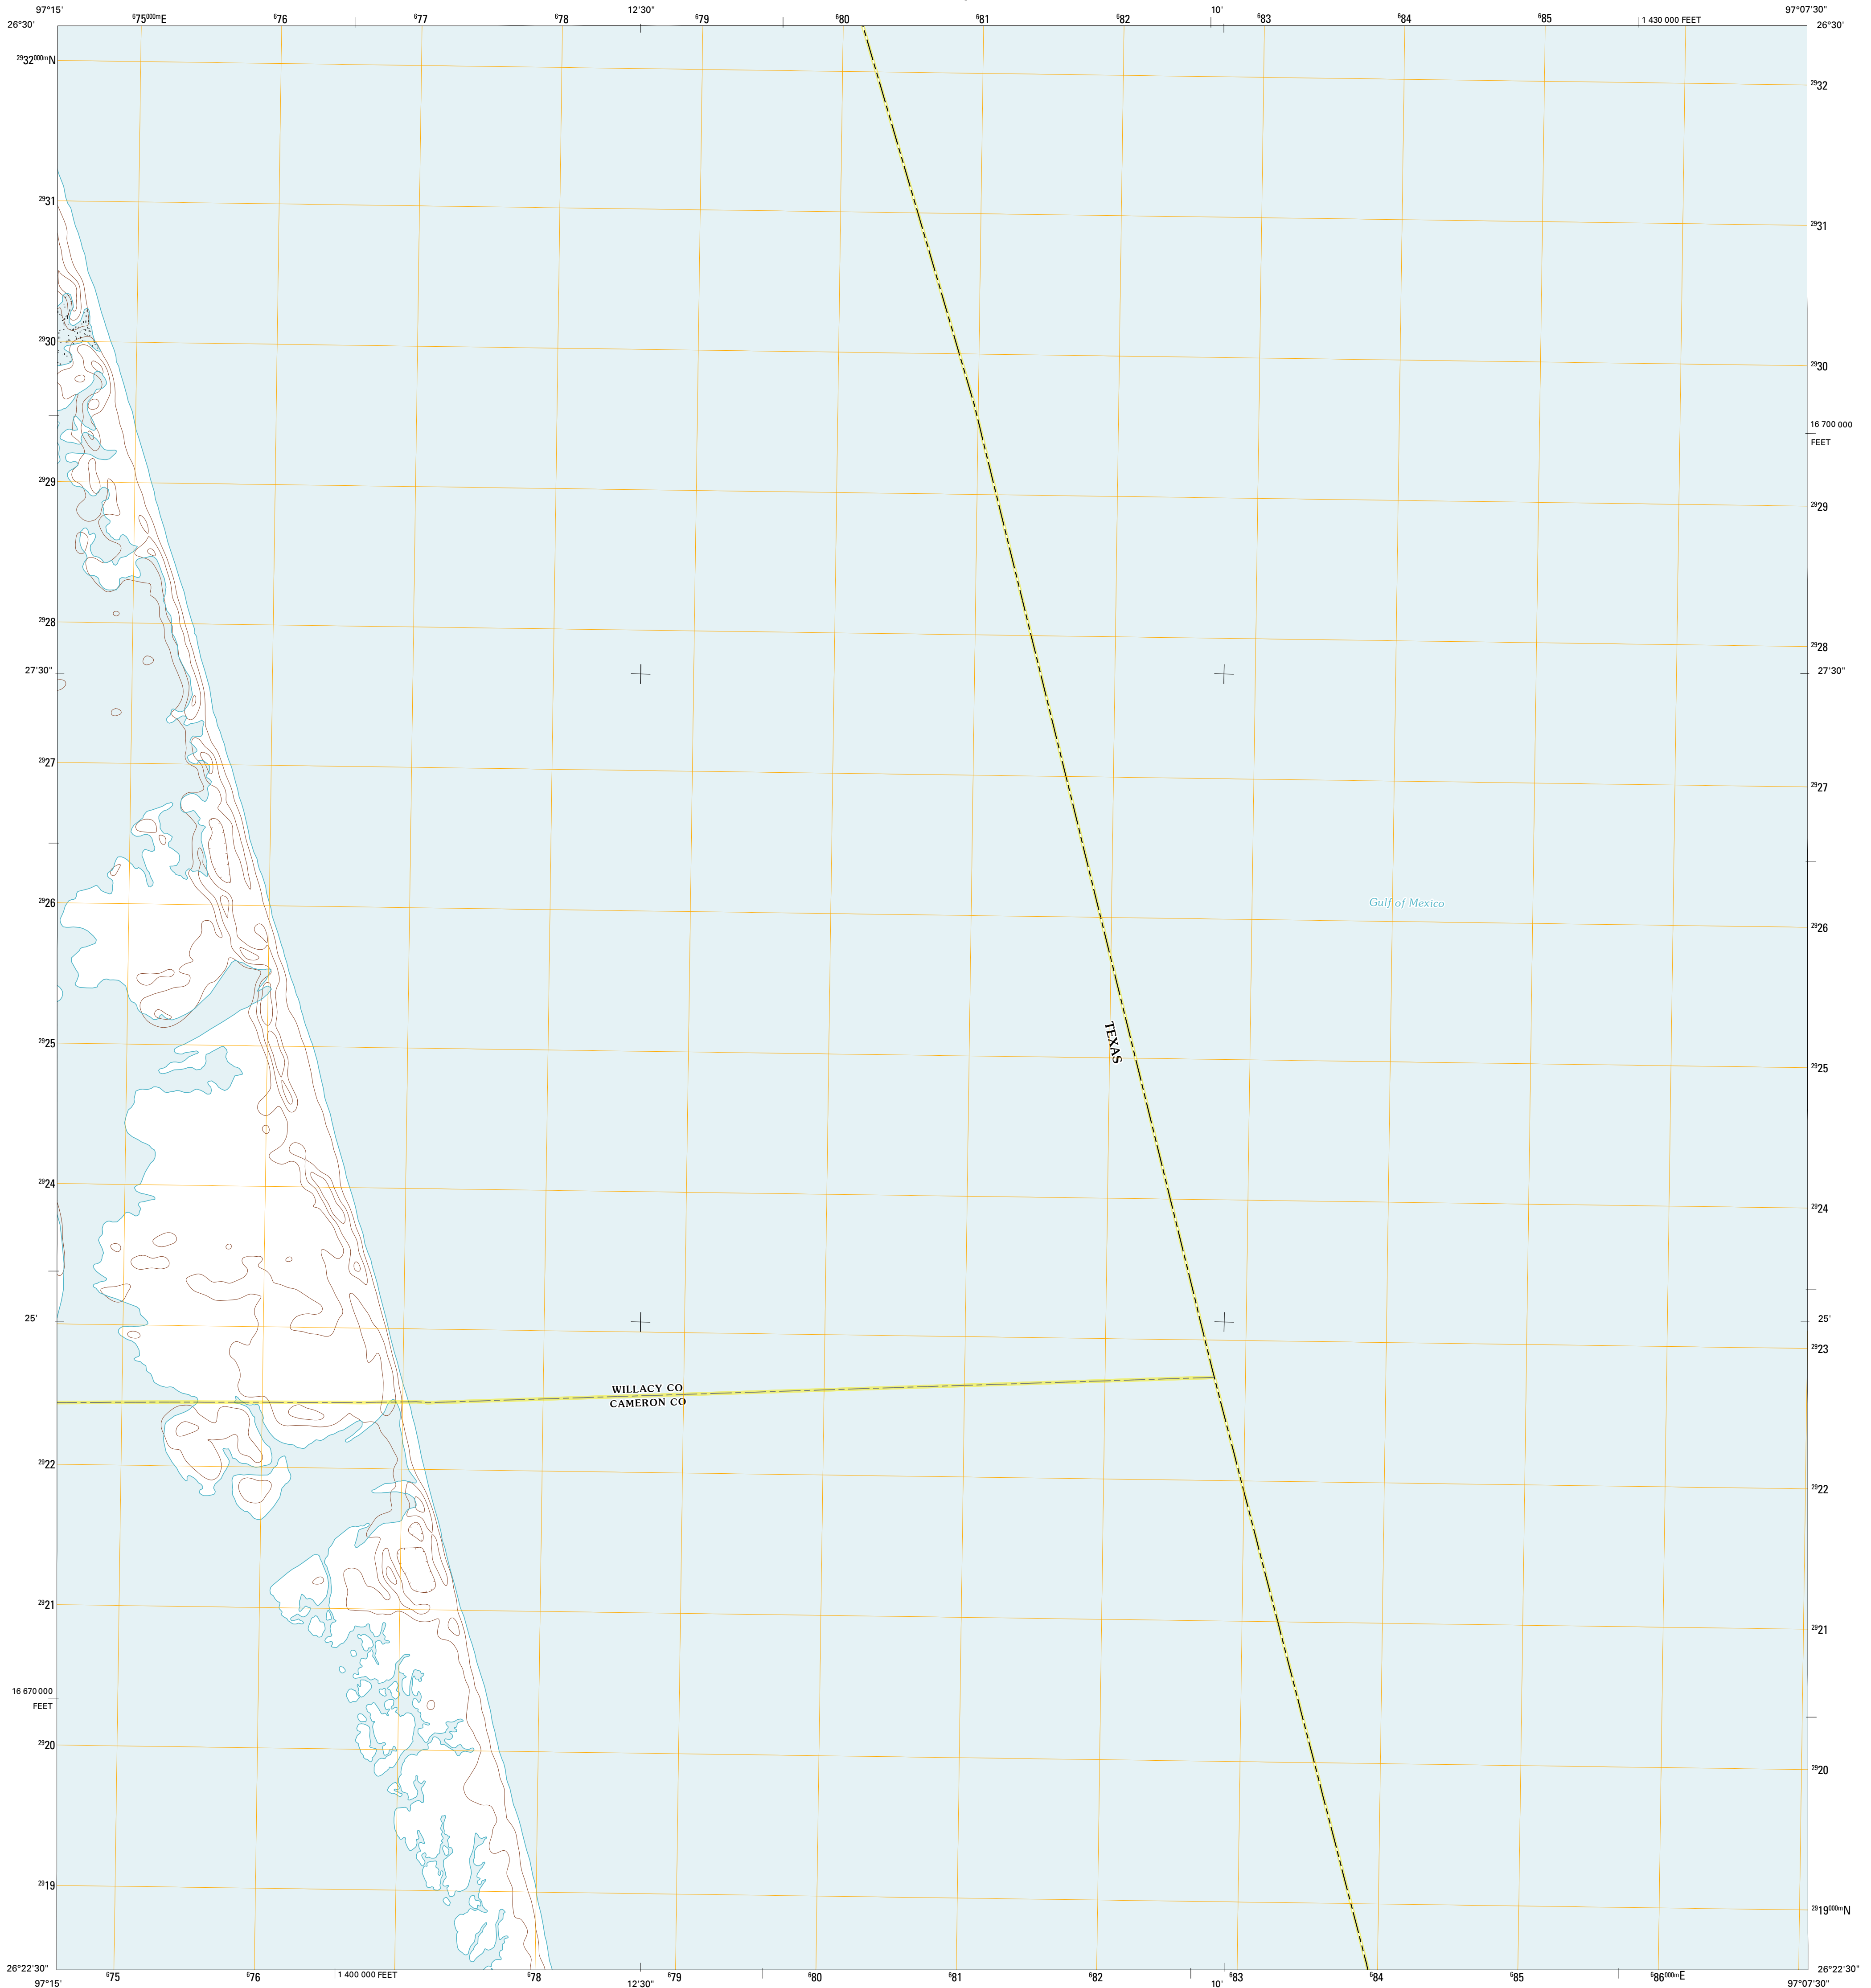 97°15' ⁶75⁰⁰⁰ᵐE ⁶76 ⁶77 ⁶78 12'30" ⁶79 ⁶80 ⁶81 ⁶82 10' ⁶83 ⁶84 ⁶85 1 430 000 FEET 97°07'30"
26°30' 26°30'
²⁹32⁰⁰⁰ᵐN ²⁹32
²⁹31 ²⁹31
²⁹30 ²⁹30
16 700 000
FEET
²⁹29 ²⁹29
²⁹28 ²⁹28
27'30" 27'30"
²⁹27 ²⁹27
²⁹26 Gulf of Mexico ²⁹26
TEXAS
²⁹25 ²⁹25
²⁹24 ²⁹24
25' 25'
²⁹23
WILLACY CO
CAMERON CO
²⁹22 ²⁹22
²⁹21 ²⁹21
16 670 000
FEET
²⁹20 ²⁹20
²⁹19 ²⁹19⁰⁰⁰ᵐN
26°22'30" 26°22'30"
97°15' ⁶75 ⁶76 1 400 000 FEET ⁶78 12'30" ⁶79 ⁶80 ⁶81 ⁶82 10' ⁶83 ⁶84 ⁶85 ⁶86⁰⁰⁰ᵐE 97°07'30"